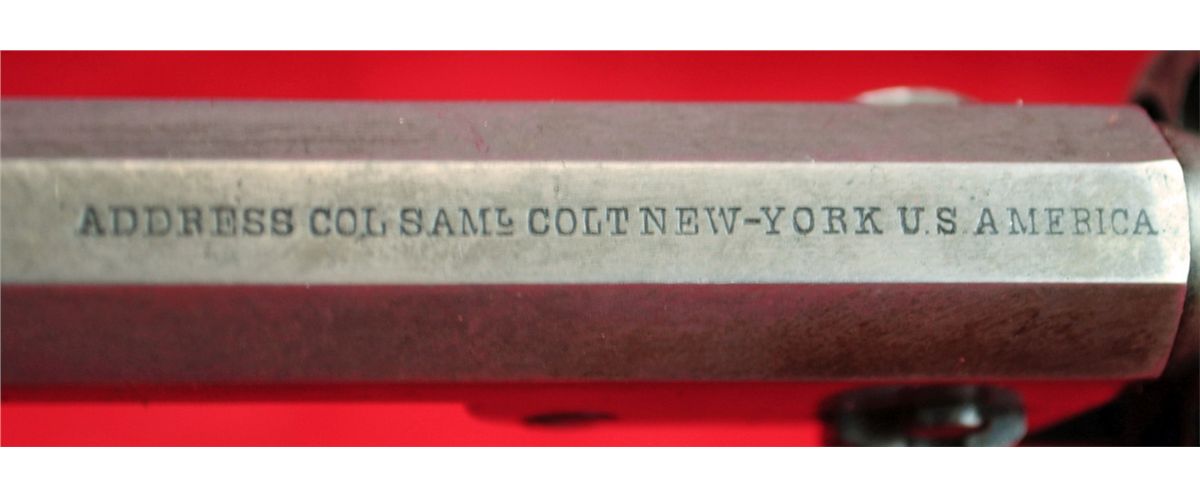 ADDRESS COL SAML COLT NEW-YORK U.S. AMERICA.